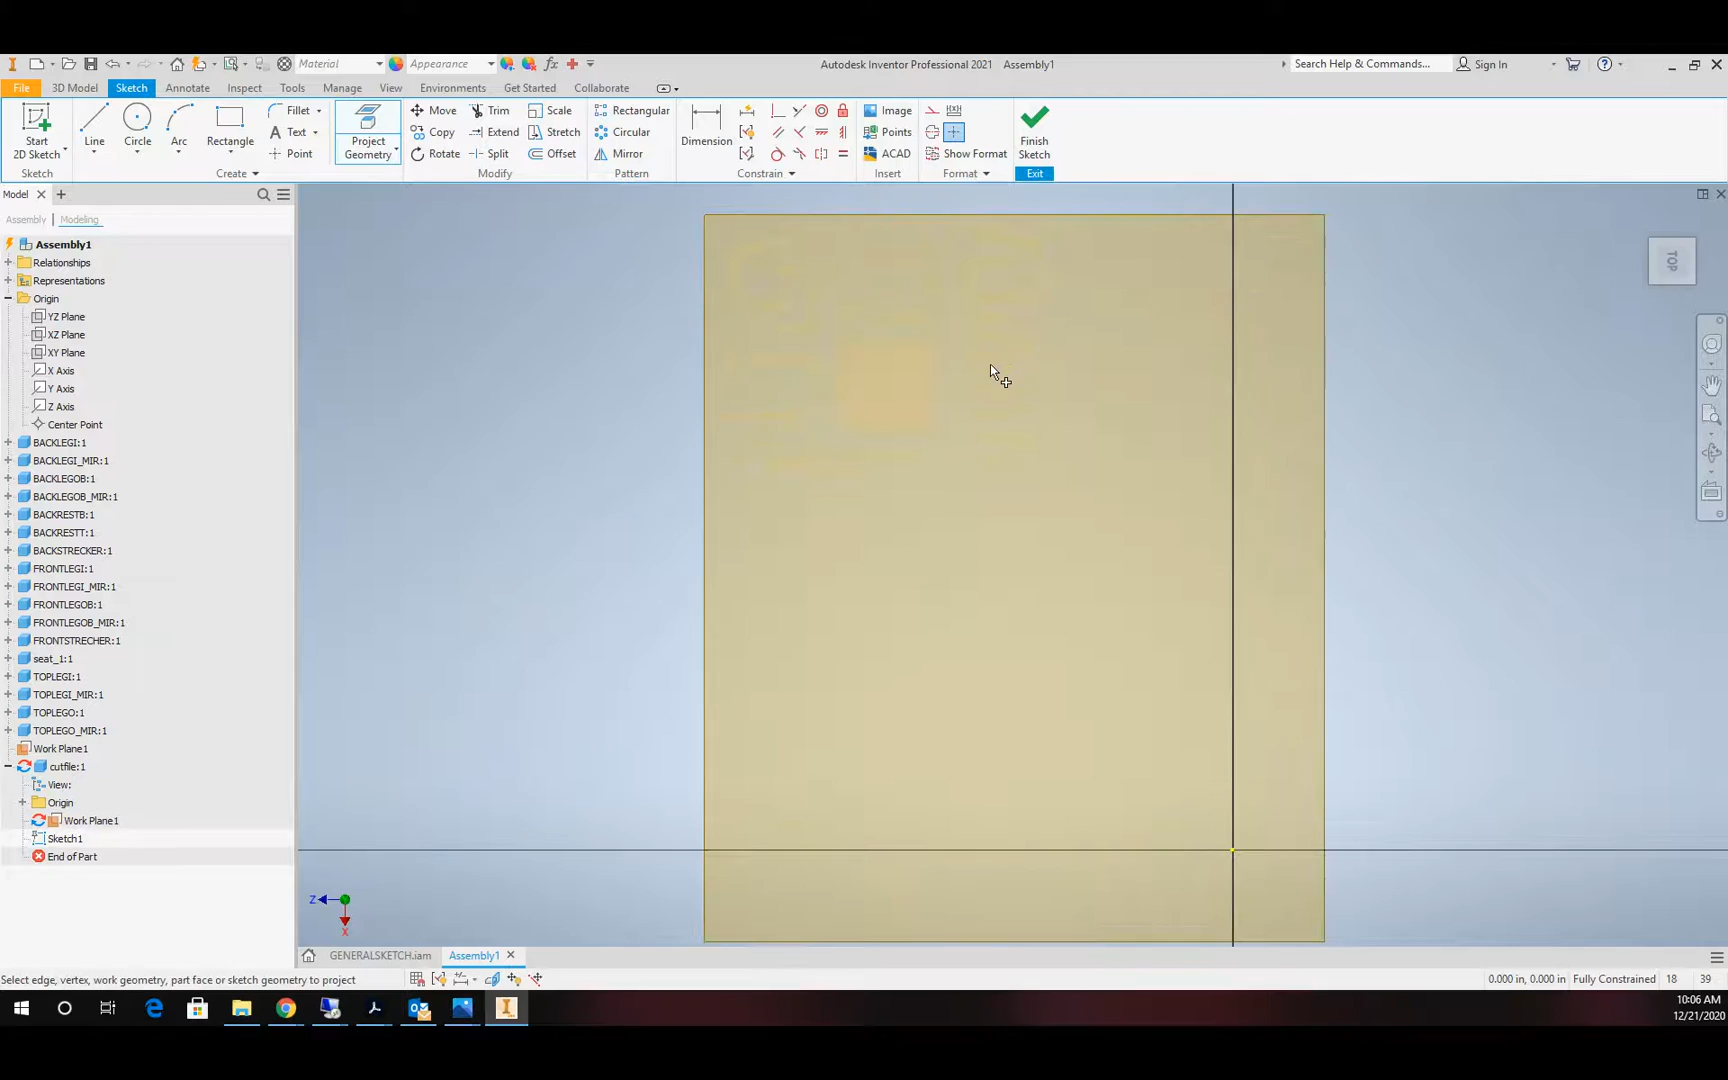 Material
Appearance
Autodesk Inventor Professional 2021 Assembly1
Search Help & Commands...
Sign In
File 3D Model Sketch Annotate Inspect Tools Manage View Environments Get Started Collaborate
Start 2D Sketch
Line
Circle
Arc
Rectangle
Fillet
Text
Point
Project Geometry
Move
Copy
Rotate
Trim
Extend
Split
Scale
Stretch
Offset
Rectangular
Circular
Mirror
Dimension
Image
Points
ACAD
Show Format
Finish Sketch
Sketch
Create
Modify
Pattern
Constrain
Insert
Format
Exit
Model
Assembly | Modeling
Assembly1
Relationships
Representations
Origin
YZ Plane
XZ Plane
XY Plane
X Axis
Y Axis
Z Axis
Center Point
BACKLEGI:1
BACKLEGI_MIR:1
BACKLEGOB:1
BACKLEGOB_MIR:1
BACKRESTB:1
BACKRESTT:1
BACKSTRECKER:1
FRONTLEGI:1
FRONTLEGI_MIR:1
FRONTLEGOB:1
FRONTLEGOB_MIR:1
FRONTSTRECHER:1
seat_1:1
TOPLEGI:1
TOPLEGI_MIR:1
TOPLEGO:1
TOPLEGO_MIR:1
Work Plane1
cutfile:1
View:
Origin
Work Plane1
Sketch1
End of Part
TOP
Z
X
GENERALSKETCH.iam
Assembly1
Select edge, vertex, work geometry, part face or sketch geometry to project
0.000 in, 0.000 in Fully Constrained 18 39
10:06 AM
12/21/2020